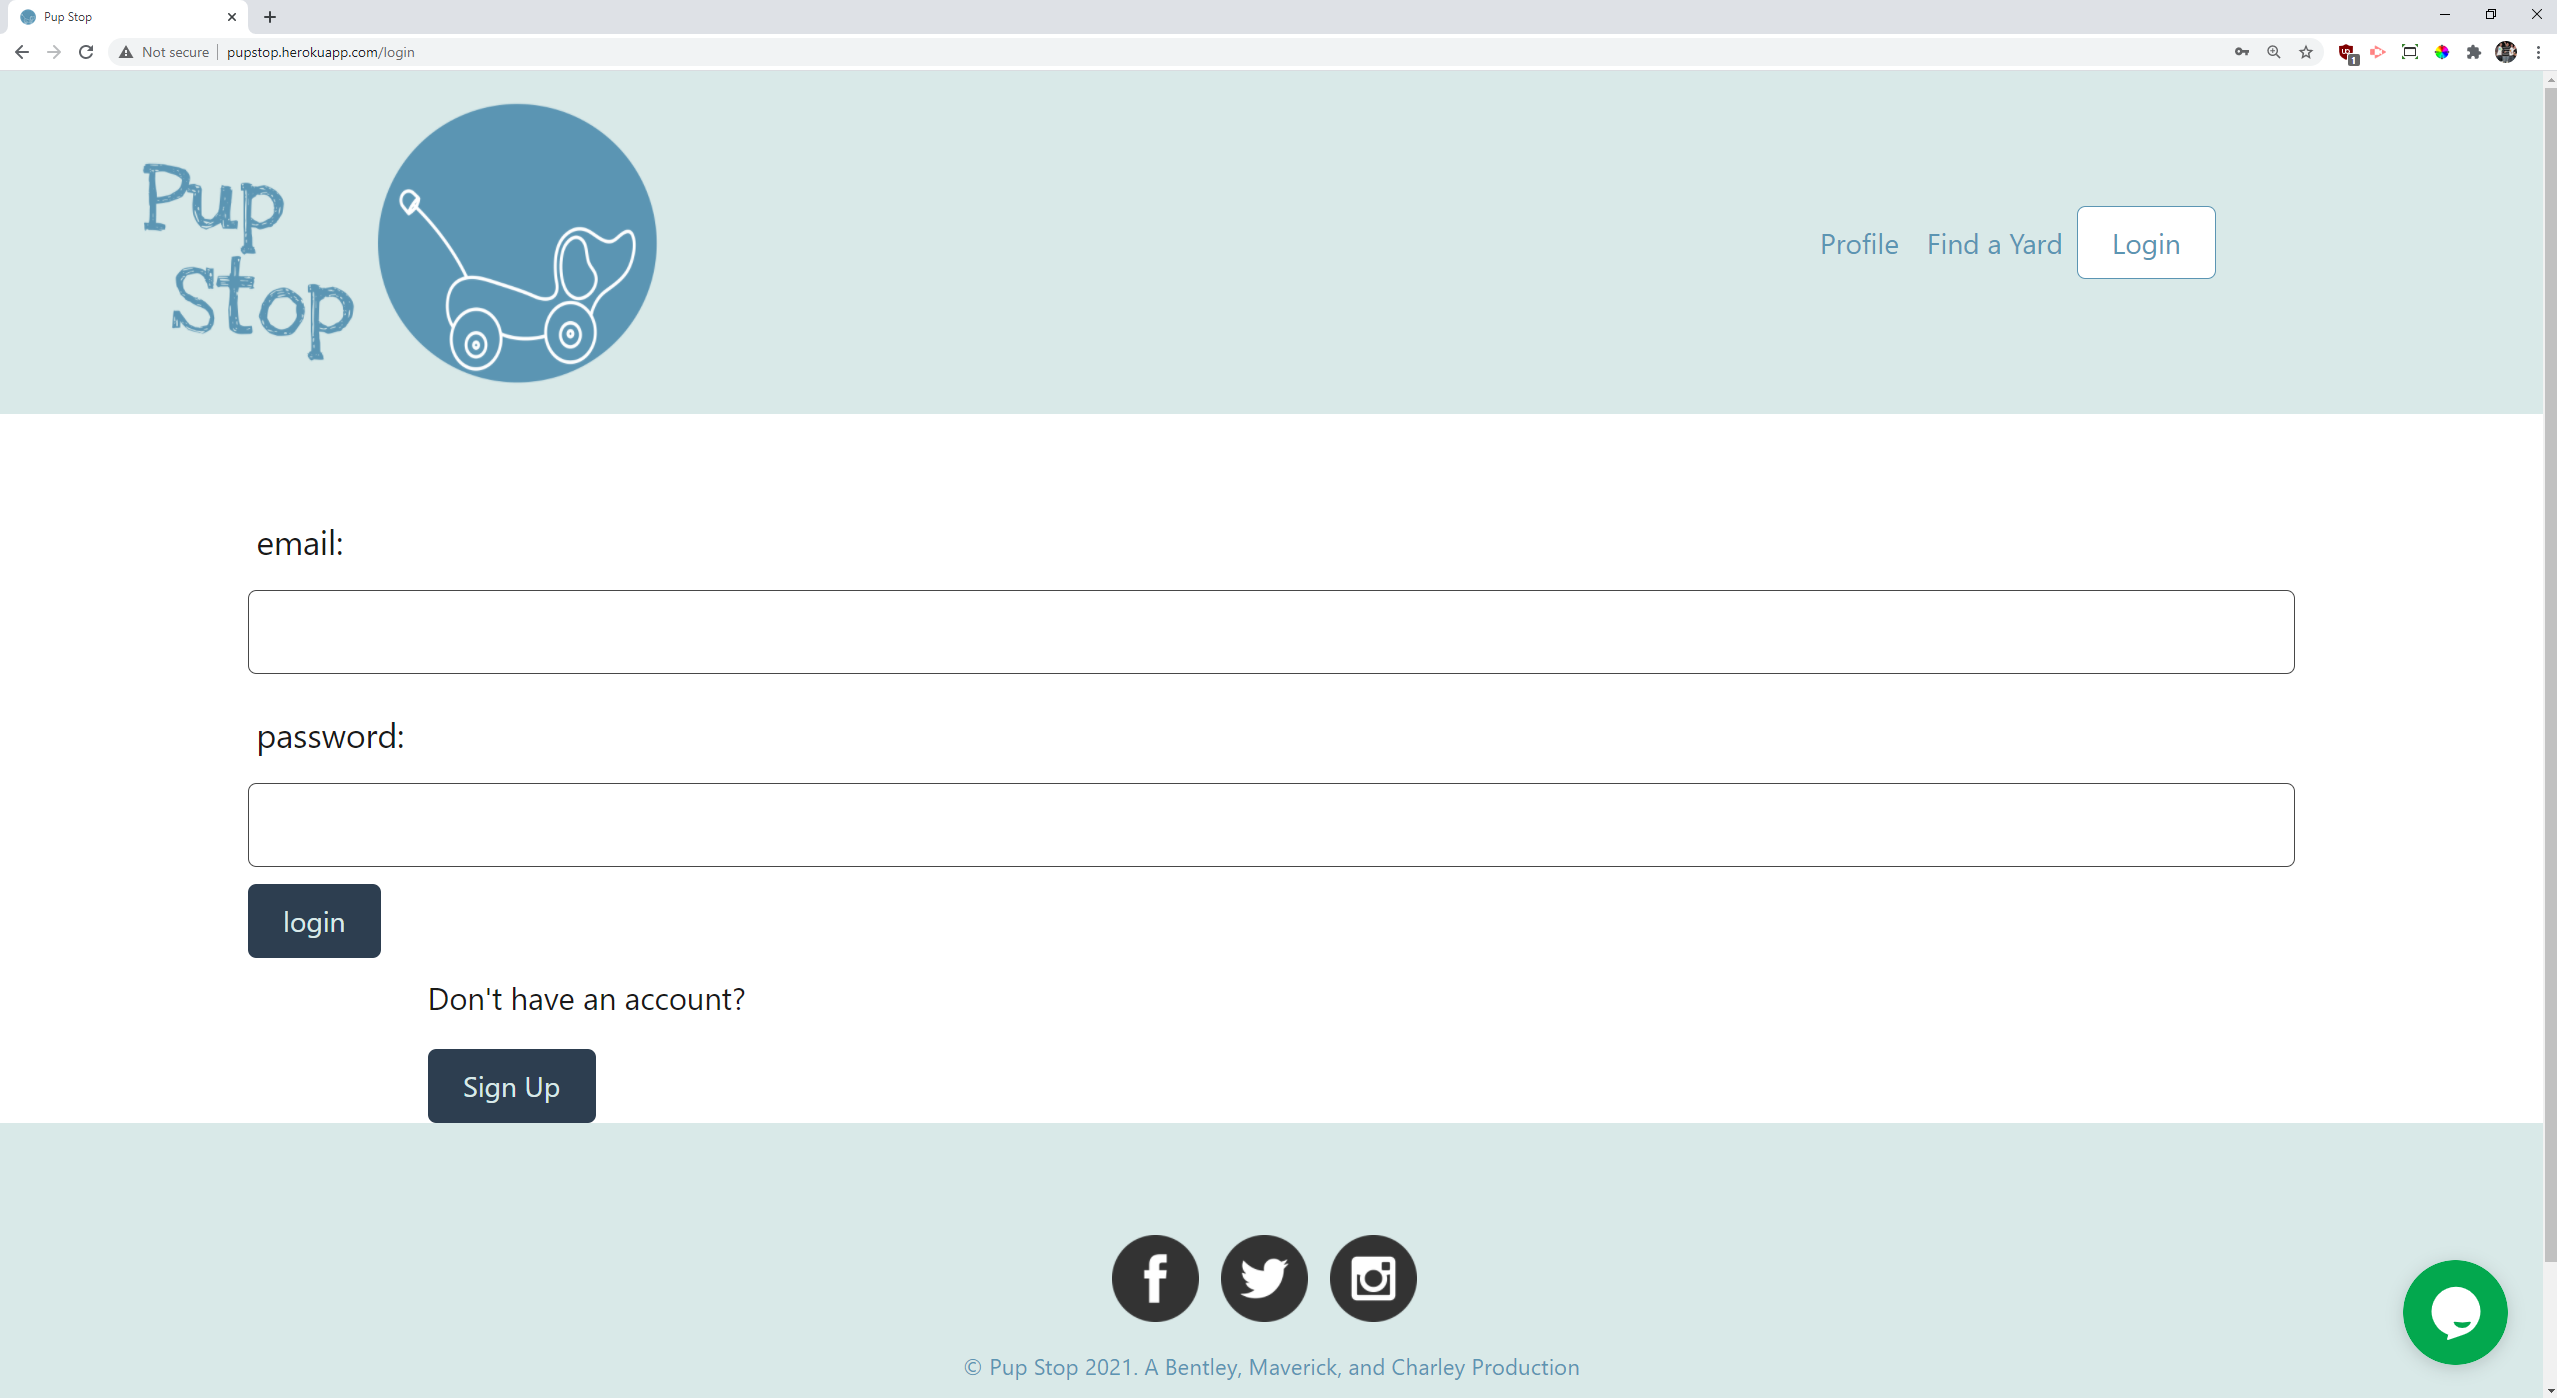 Pup Stop
Not secure
pupstop.herokuapp.com/login
1
Pup
Stop
Profile
Find a Yard
Login
email:
password:
login
Don't have an account?
Sign Up
© Pup Stop 2021. A Bentley, Maverick, and Charley Production